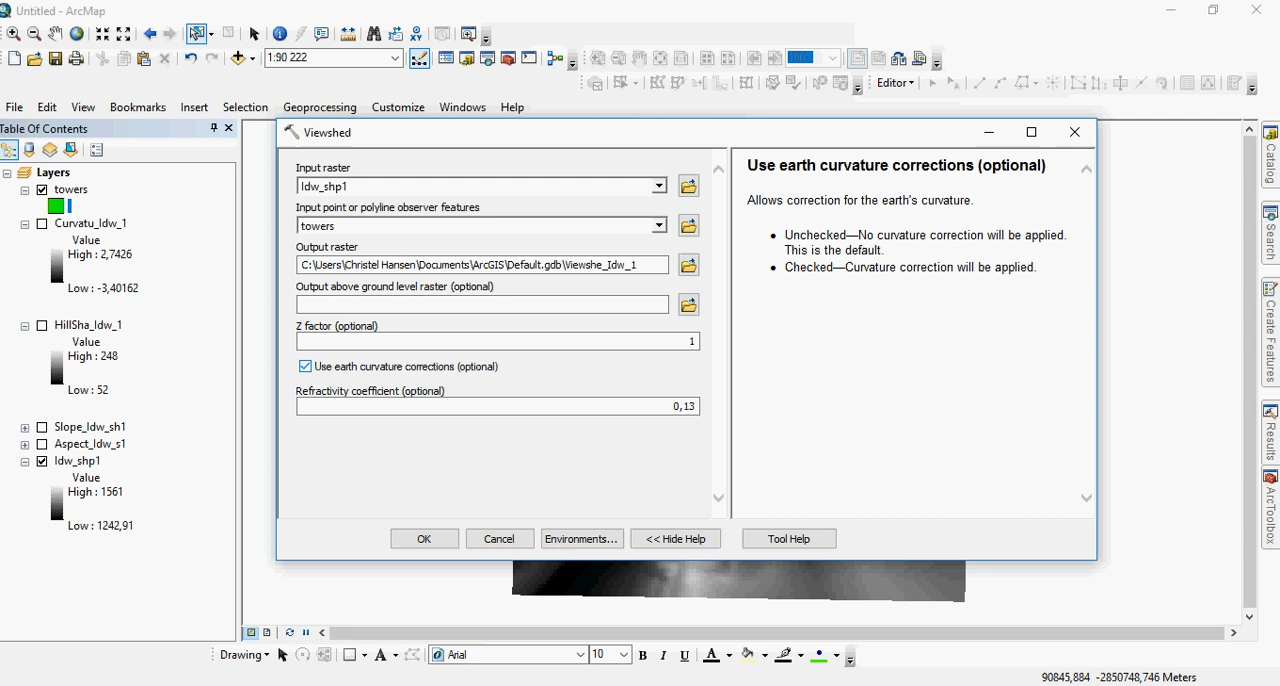 Untitled - ArcMap
1:90 222
100%
Editor
File Edit View Bookmarks Insert Selection Geoprocessing Customize Windows Help
Table Of Contents
Layers
towers
Curvatu_Idw_1
Value
High : 2,7426
Low : -3,40162
HillSha_Idw_1
Value
High : 248
Low : 52
Slope_Idw_sh1
Aspect_Idw_s1
Idw_shp1
Value
High : 1561
Low : 1242,91
Viewshed
Input raster
Idw_shp1
Input point or polyline observer features
towers
Output raster
C:\Users\Christel Hansen\Documents\ArcGIS\Default.gdb\Viewshe_Idw_1
Output above ground level raster (optional)
Z factor (optional)
1
Use earth curvature corrections (optional)
Refractivity coefficient (optional)
0,13
OK Cancel Environments... << Hide Help Tool Help
Use earth curvature corrections (optional)
Allows correction for the earth's curvature.
• Unchecked—No curvature correction will be applied.
This is the default.
• Checked—Curvature correction will be applied.
Catalog
Search
Create Features
Results
ArcToolbox
Drawing A Arial 10 B I U A
90845,884 -2850748,746 Meters